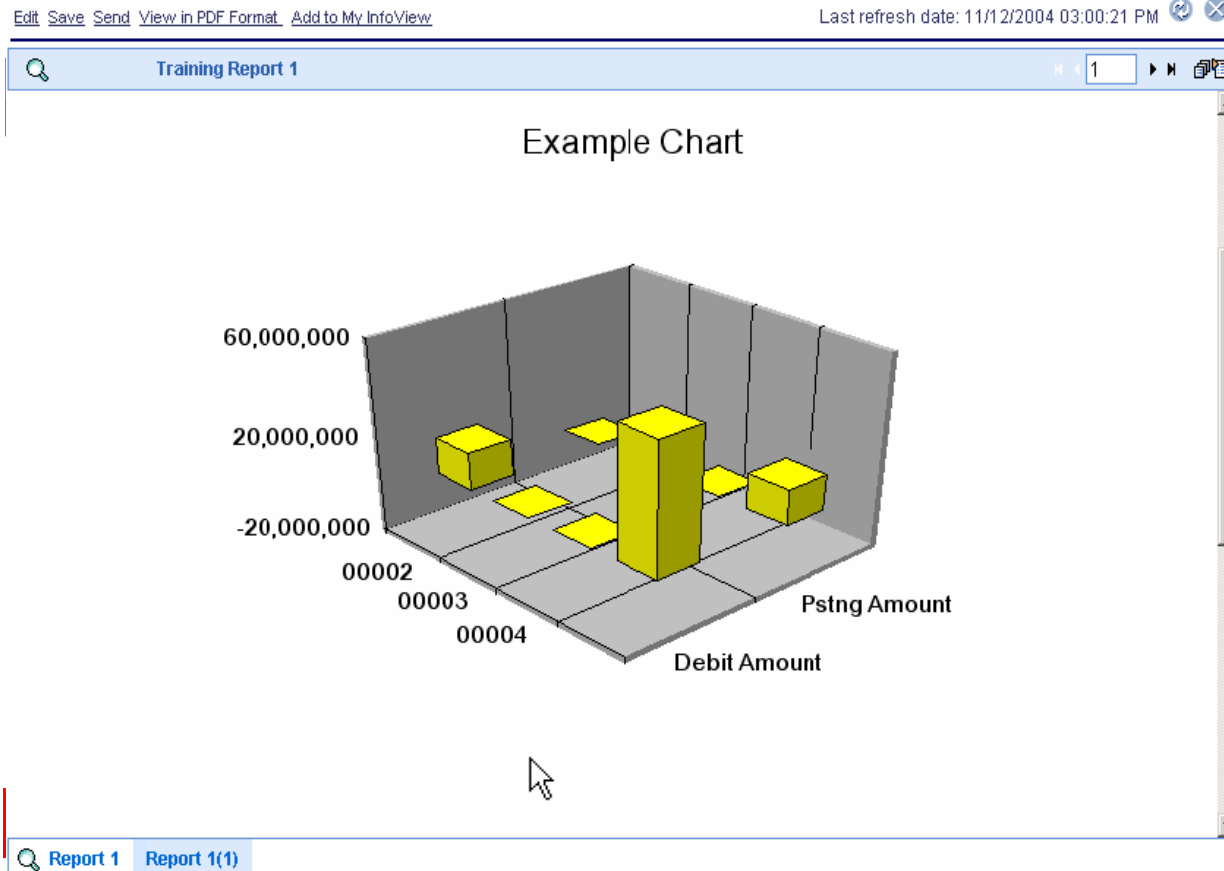 Edit Save Send View in PDF Format Add to My InfoView
Last refresh date: 11/12/2004 03:00:21 PM
Training Report 1
1
Example Chart
60,000,000
20,000,000
-20,000,000
00002
00003
00004
Pstng Amount
Debit Amount
Report 1 Report 1(1)